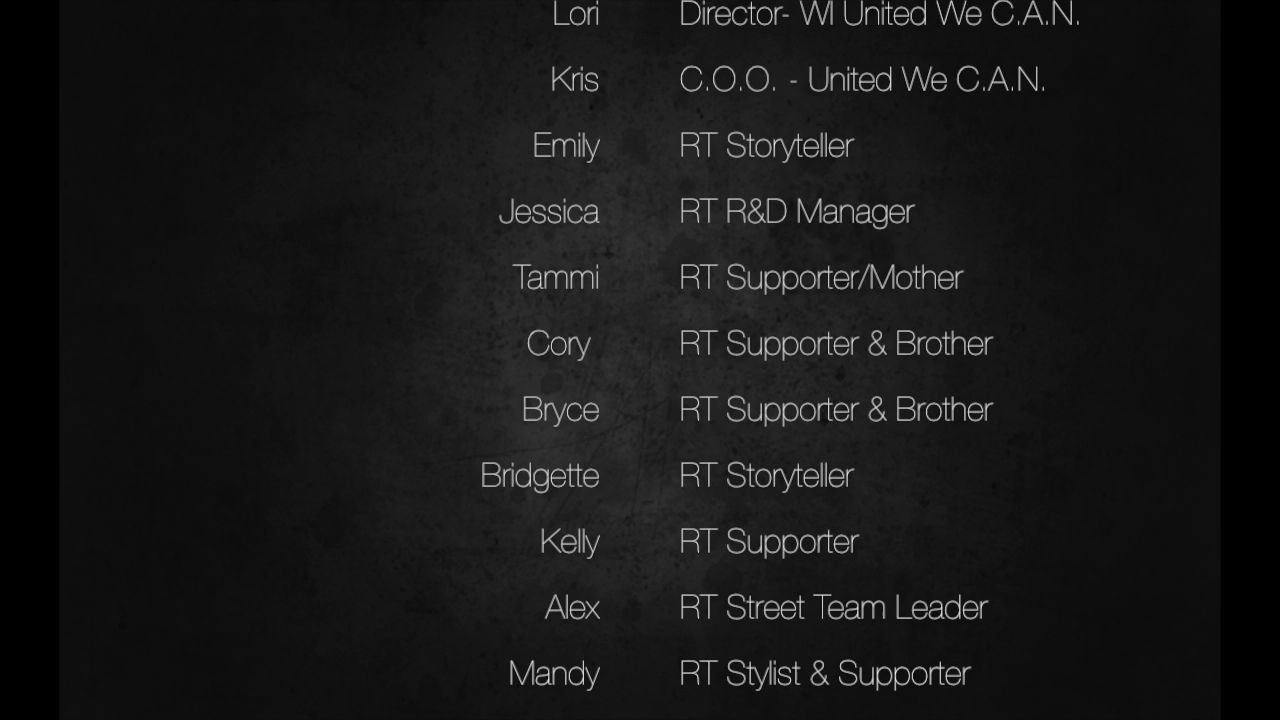 Lori Director- WI United We C.A.N.
Kris C.O.O. - United We C.A.N.
Emily RT Storyteller
Jessica RT R&D Manager
Tammi RT Supporter/Mother
Cory RT Supporter & Brother
Bryce RT Supporter & Brother
Bridgette RT Storyteller
Kelly RT Supporter
Alex RT Street Team Leader
Mandy RT Stylist & Supporter